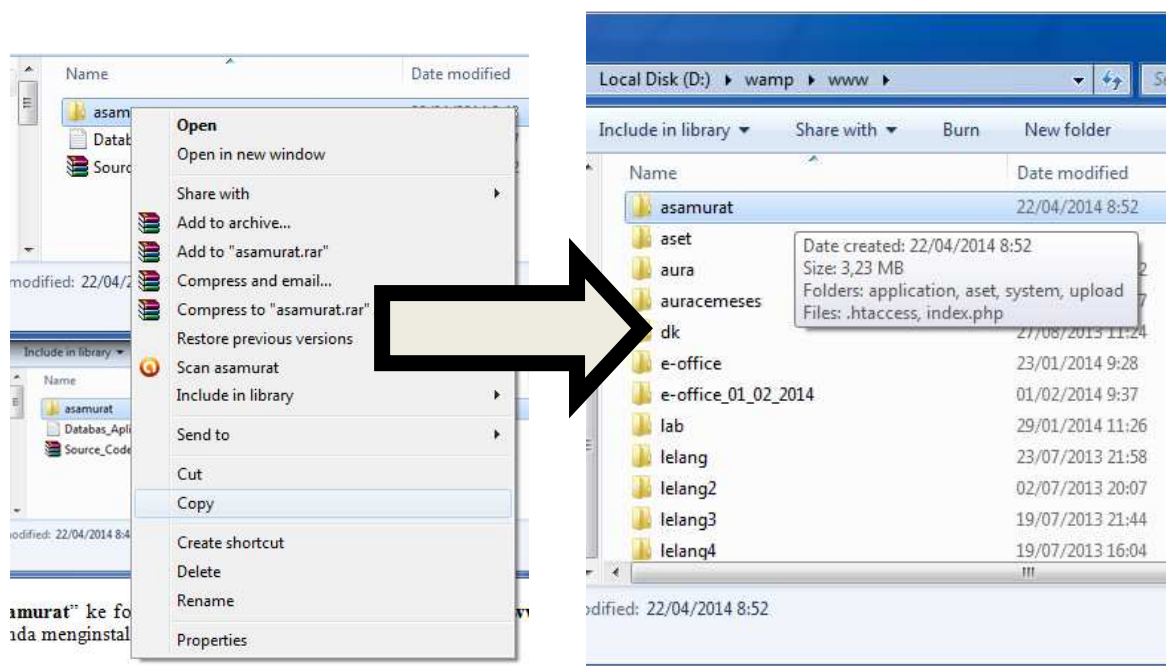 Name Date modified
asam
Datab
Sourc
Open
Open in new window
Share with
Add to archive...
Add to "asamurat.rar"
Compress and email...
Compress to "asamurat.rar"
Restore previous versions
Scan asamurat
Include in library
Send to
Cut
Copy
Create shortcut
Delete
Rename
Properties
modified: 22/04/2
Include in library
Name
asamurat
Databas_Apli
Source_Code
odified: 22/04/2014 8:4
amurat” ke fo
nda menginstal
Local Disk (D:) wamp www
Include in library Share with Burn New folder
Name Date modified
asamurat 22/04/2014 8:52
aset
aura
auracemeses
dk 27/08/2013 11:24
e-office 23/01/2014 9:28
e-office_01_02_2014 01/02/2014 9:37
lab 29/01/2014 11:26
lelang 23/07/2013 21:58
lelang2 02/07/2013 20:07
lelang3 19/07/2013 21:44
lelang4 19/07/2013 16:04
Date created: 22/04/2014 8:52
Size: 3,23 MB
Folders: application, aset, system, upload
Files: .htaccess, index.php
odified: 22/04/2014 8:52